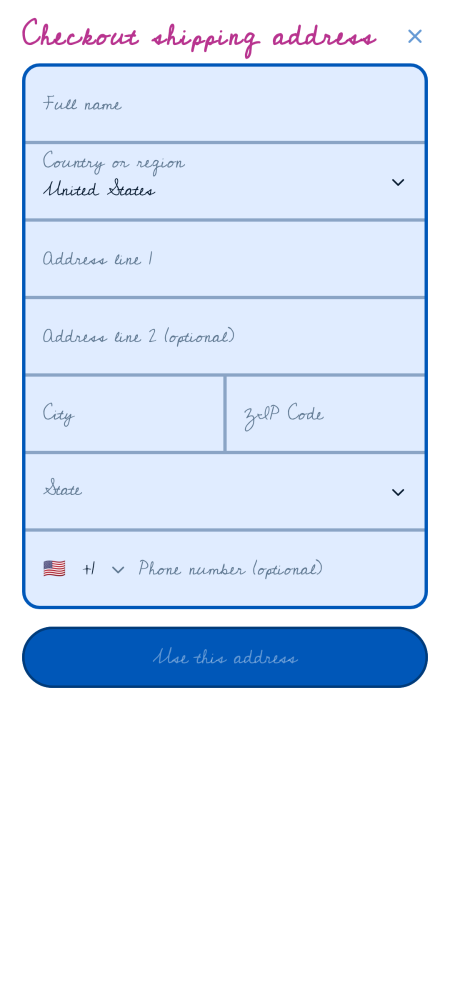 Checkout shipping address
Full name
Country or region
United States
Address line 1
Address line 2 (optional)
City
ZIP Code
State
+1
Phone number (optional)
Use this address